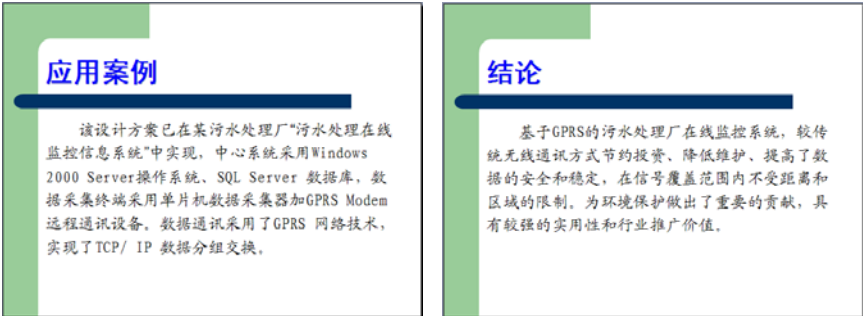 应用案例
该设计方案已在某污水处理厂“污水处理在线
监控信息系统”中实现，中心系统采用Windows
2000 Server操作系统、SQL Server 数据库，数
据采集终端采用单片机数据采集器加GPRS Modem
远程通讯设备。数据通讯采用了GPRS 网络技术，
实现了TCP/ IP 数据分组交换。
结论
基于GPRS的污水处理厂在线监控系统，较传
统无线通讯方式节约投资、降低维护、提高了数
据的安全和稳定，在信号覆盖范围内不受距离和
区域的限制。为环境保护做出了重要的贡献，具
有较强的实用性和行业推广价值。